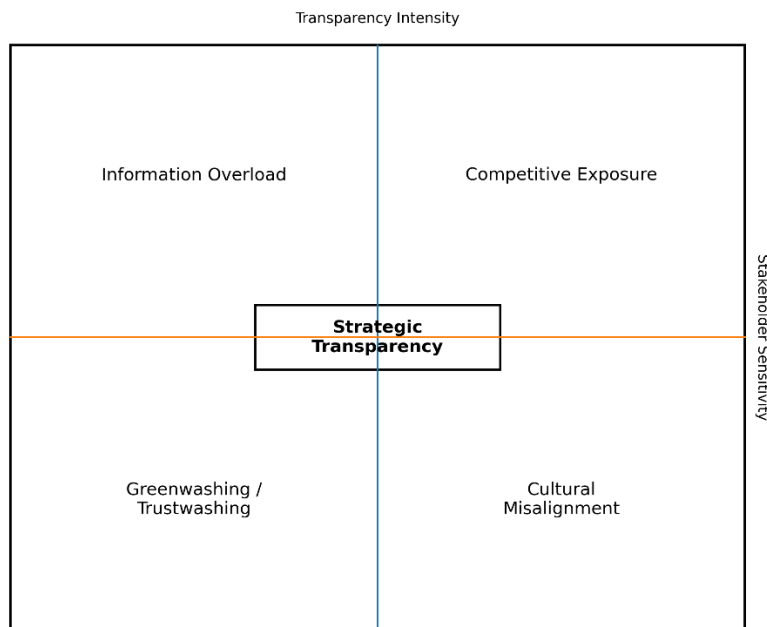 Transparency Intensity
Information Overload
Competitive Exposure
Strategic
Transparency
Stakeholder Sensitivity
Greenwashing /
Trustwashing
Cultural
Misalignment